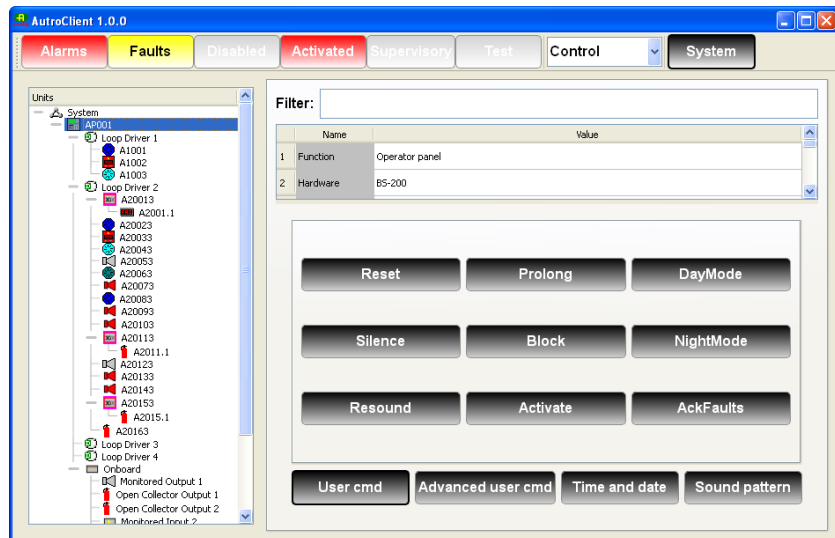 AutroClient 1.0.0
Alarms Faults Disabled Activated Supervisory Test Control System
Units
System
AP001
Loop Driver 1
A1001
A1002
A1003
Loop Driver 2
A20013
A2001.1
A20023
A20033
A20043
A20053
A20063
A20073
A20083
A20093
A20103
A20113
A2011.1
A20123
A20133
A20143
A20153
A2015.1
A20163
Loop Driver 3
Loop Driver 4
Onboard
Monitored Output 1
Open Collector Output 1
Open Collector Output 2
Monitored Input 2
Filter:
Name Value
1 Function Operator panel
2 Hardware BS-200
Reset Prolong DayMode
Silence Block NightMode
Resound Activate AckFaults
User cmd Advanced user cmd Time and date Sound pattern